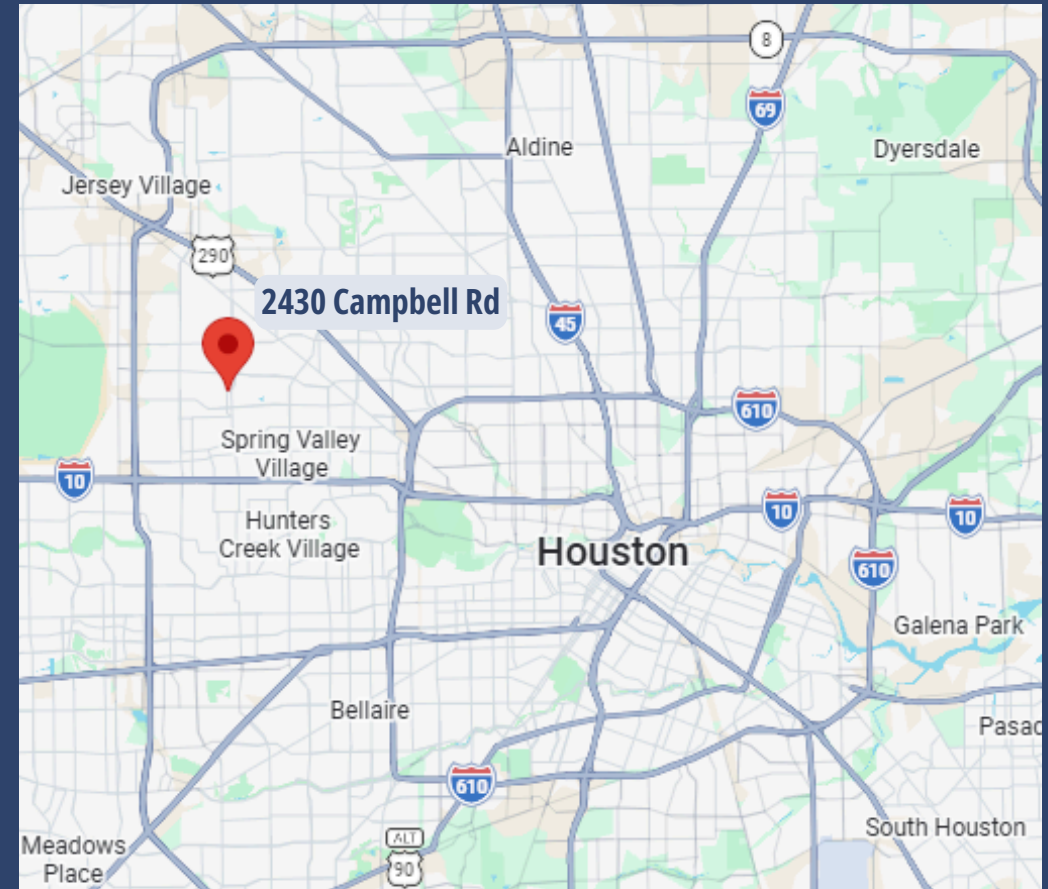 8
69
Aldine
Dyersdale
Jersey Village
290
2430 Campbell Rd
45
610
Spring Valley
Village
10
10
10
Hunters
Creek Village
Houston
610
Galena Park
Bellaire
Pasad
610
South Houston
ALT
90
Meadows
Place